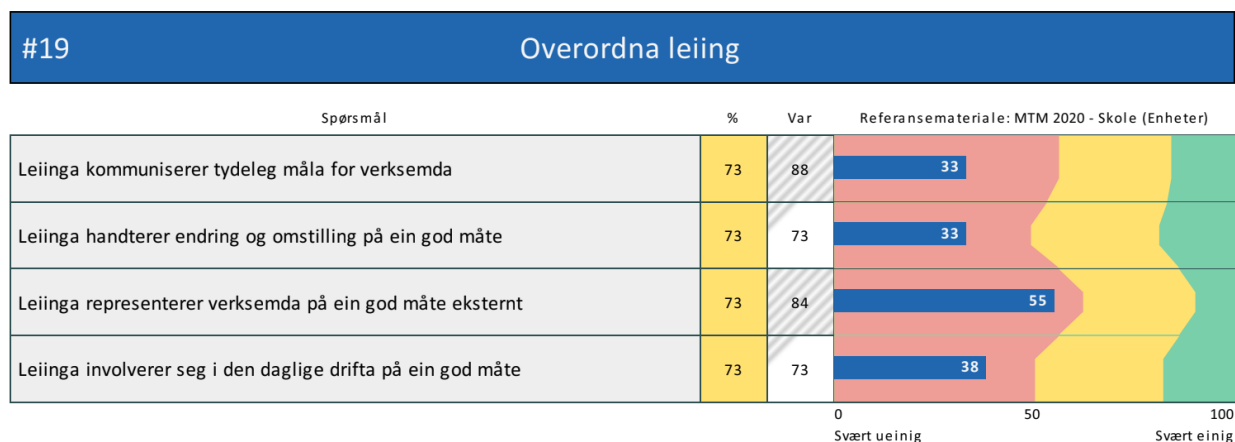 #19 Overordna leiing
Spørsmål % Var Referansemateriale: MTM 2020 - Skole (Enheter)
Leiinga kommuniserer tydeleg måla for verksemda 73 88 33
Leiinga handterer endring og omstilling på ein god måte 73 73 33
Leiinga representerer verksemda på ein god måte eksternt 73 84 55
Leiinga involverer seg i den daglige drifta på ein god måte 73 73 38
0 50 100
Svært ueinig Svært einig